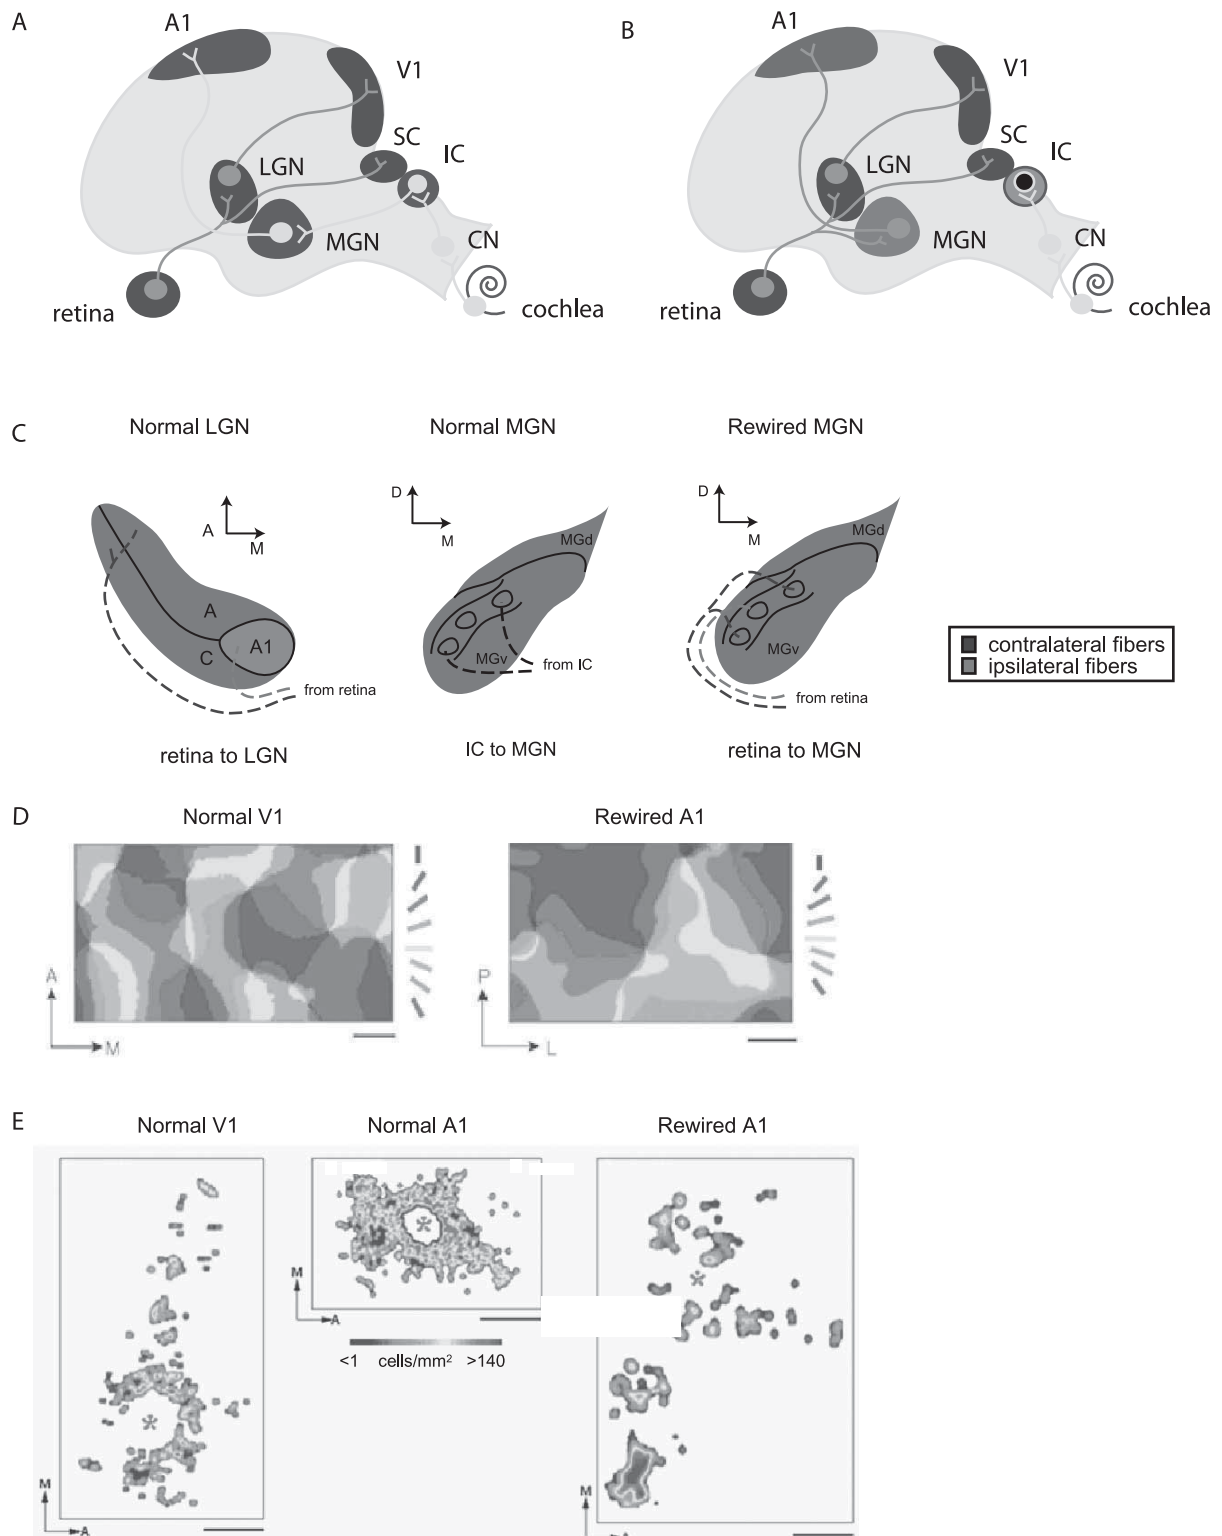 A
A1
V1
SC
IC
LGN
MGN
CN
retina
cochlea
B
A1
V1
SC
IC
LGN
MGN
CN
retina
cochlea
C
Normal LGN
Normal MGN
Rewired MGN
A
M
A
C
A1
from retina
retina to LGN
D
M
MGd
MGv
from IC
IC to MGN
D
M
MGd
MGv
from retina
retina to MGN
contralateral fibers
ipsilateral fibers
D
Normal V1
Rewired A1
A
M
P
L
E
Normal V1
Normal A1
Rewired A1
*
M
A
*
M
A
<1 cells/mm² >140
*
M
A